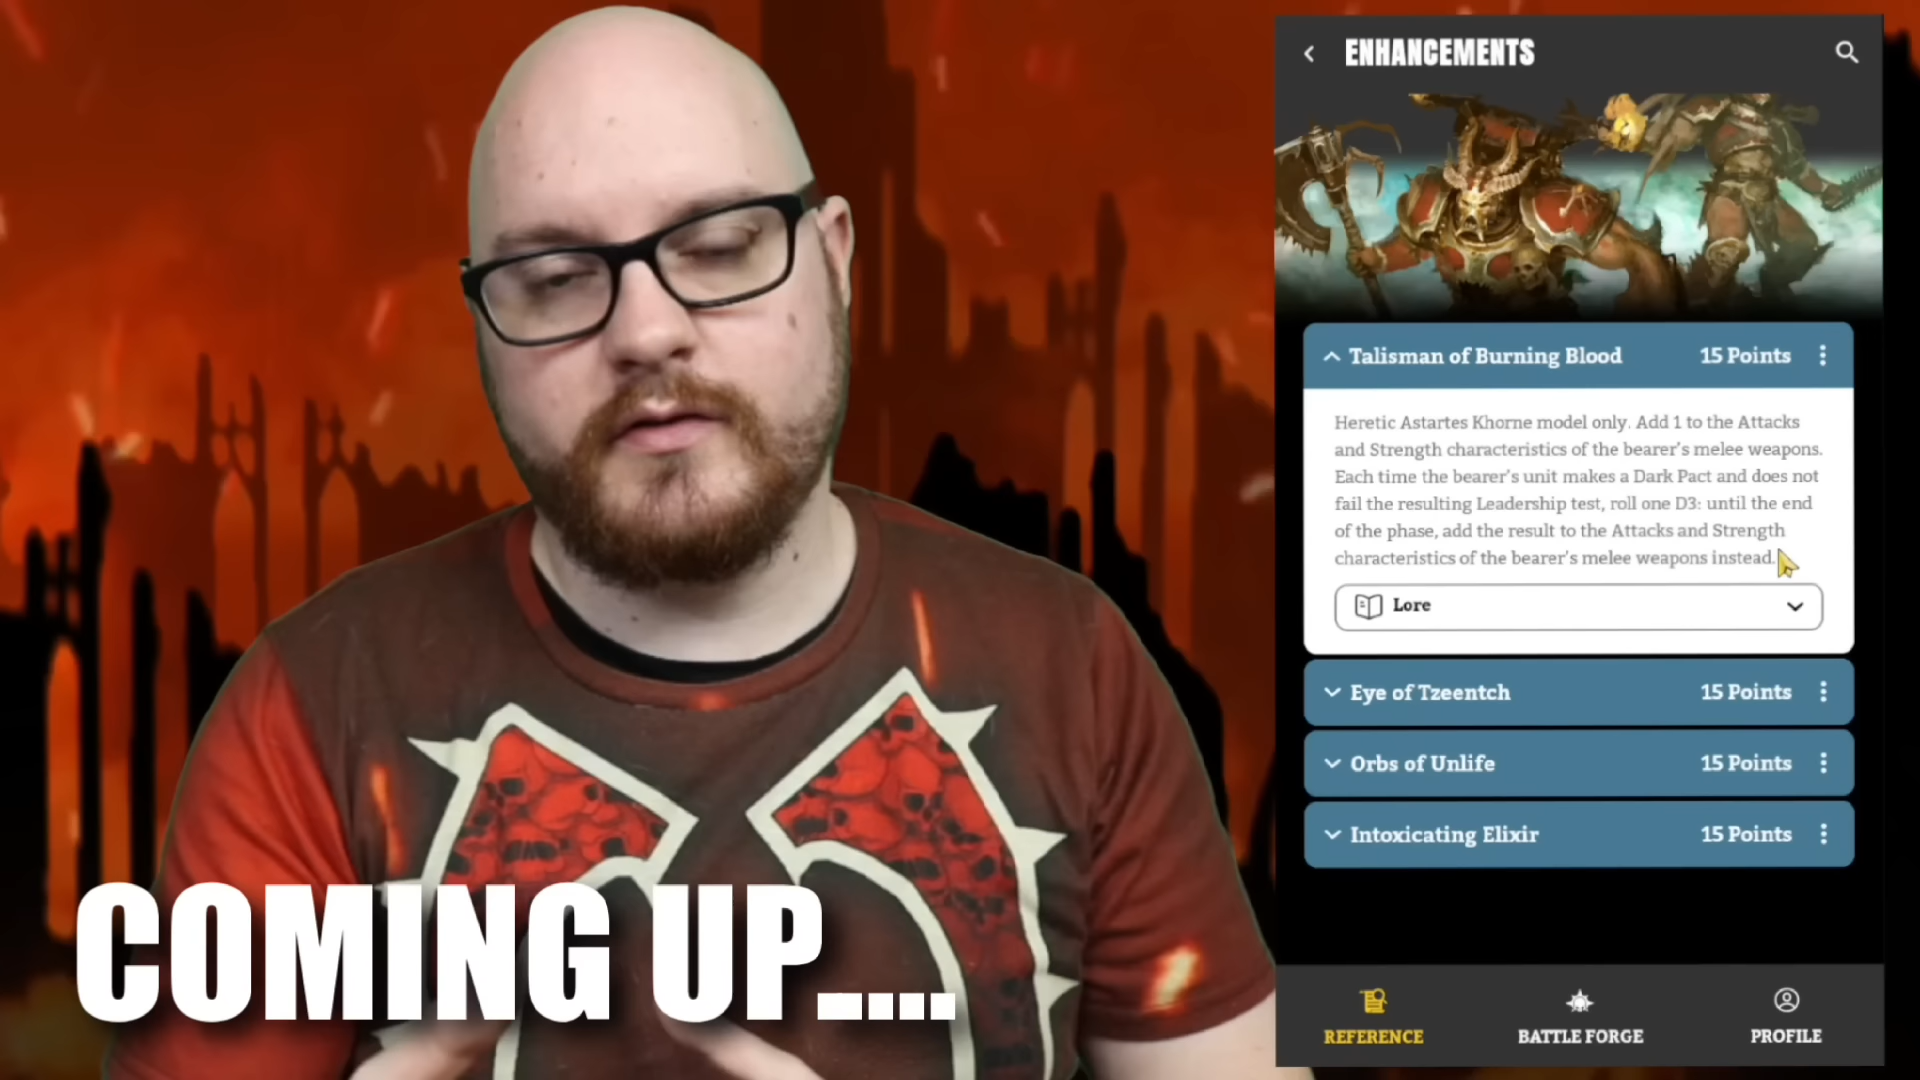 ENHANCEMENTS
Talisman of Burning Blood 15 Points
Heretic Astartes Khorne model only. Add 1 to the Attacks
and Strength characteristics of the bearer's melee weapons.
Each time the bearer's unit makes a Dark Pact and does not
fail the resulting Leadership test, roll one D3: until the end
of the phase, add the result to the Attacks and Strength
characteristics of the bearer's melee weapons instead.
Lore
Eye of Tzeentch 15 Points
Orbs of Unlife 15 Points
Intoxicating Elixir 15 Points
COMING UP....
REFERENCE BATTLE FORGE PROFILE